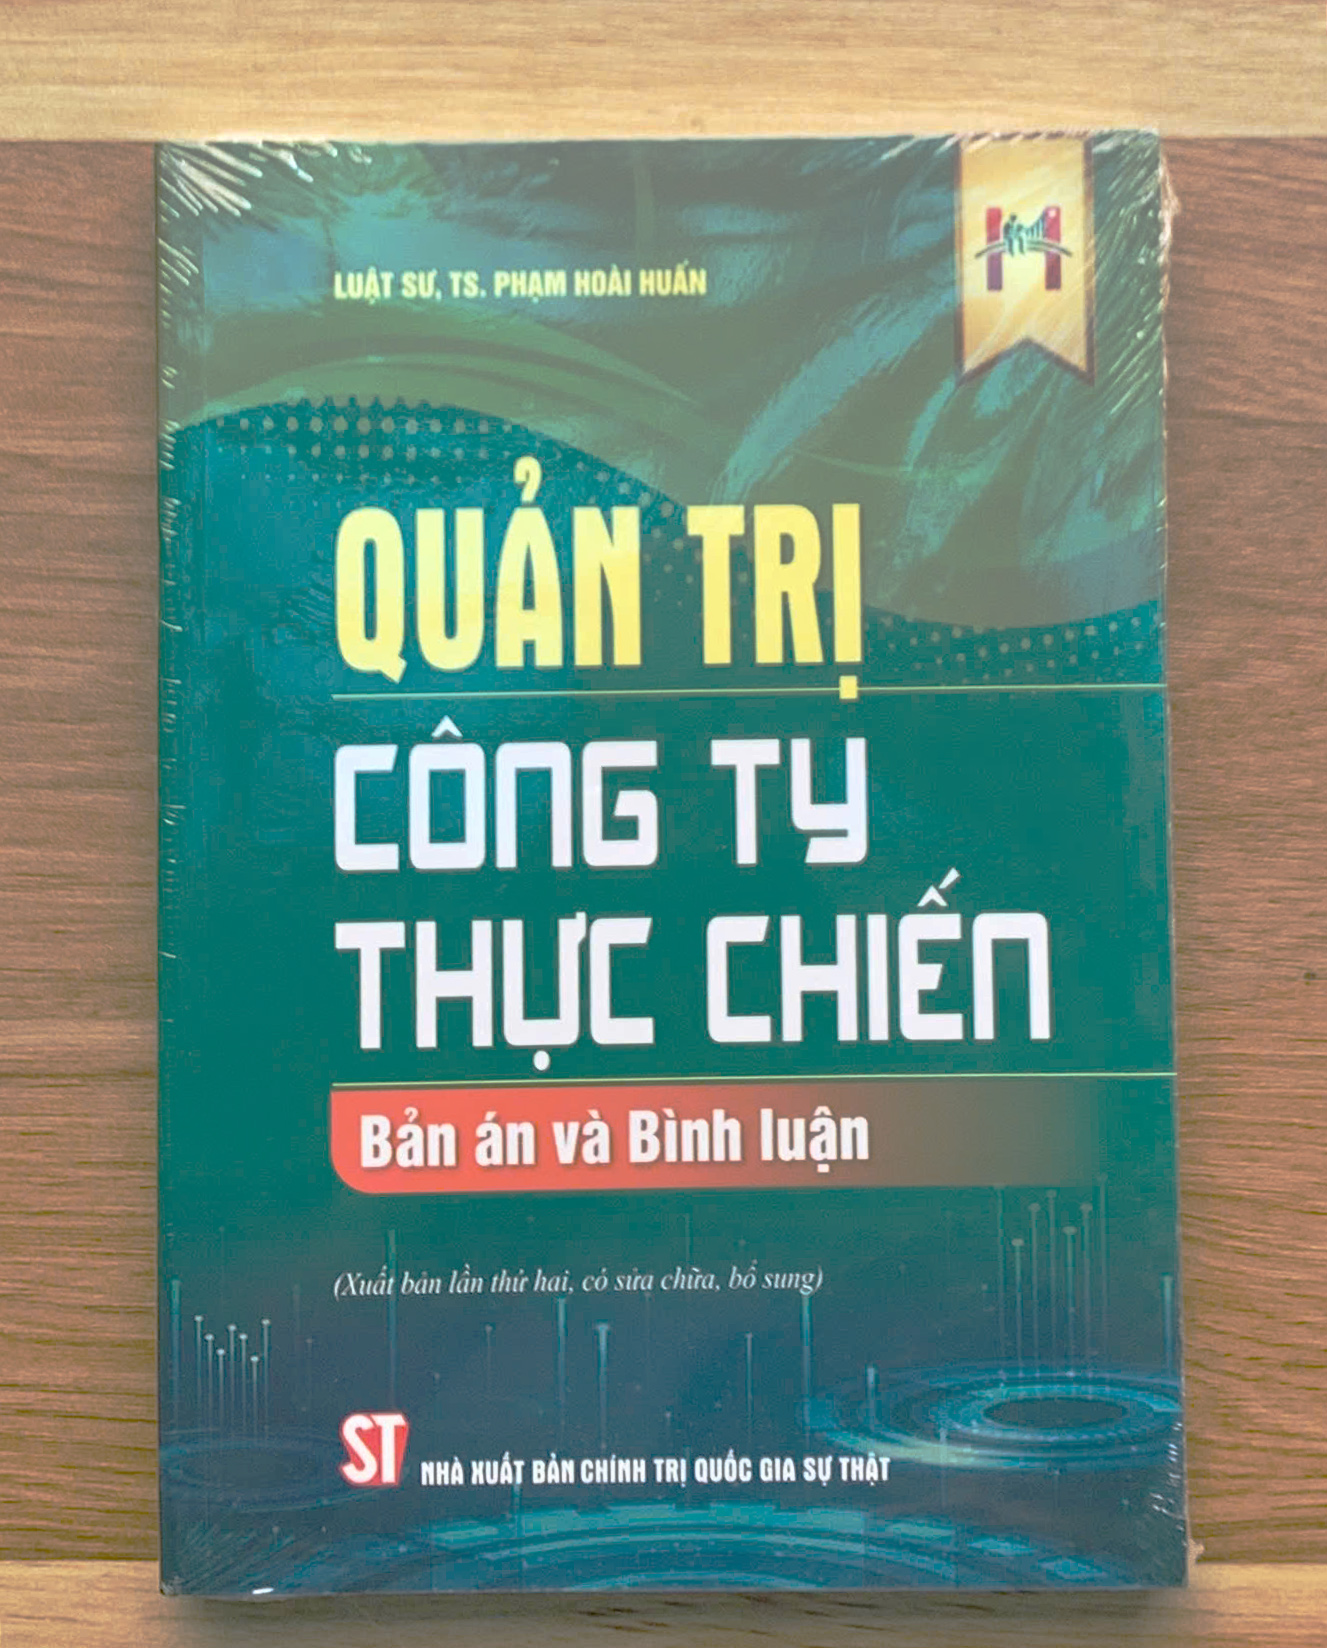 LUẬT SƯ, TS. PHẠM HOÀI HUẤN
H
QUẢN TRỊ
CÔNG TY
THỰC CHIẾN
Bản án và Bình luận
(Xuất bản lần thứ hai, có sửa chữa, bổ sung)
ST
NHÀ XUẤT BẢN CHÍNH TRỊ QUỐC GIA SỰ THẬT